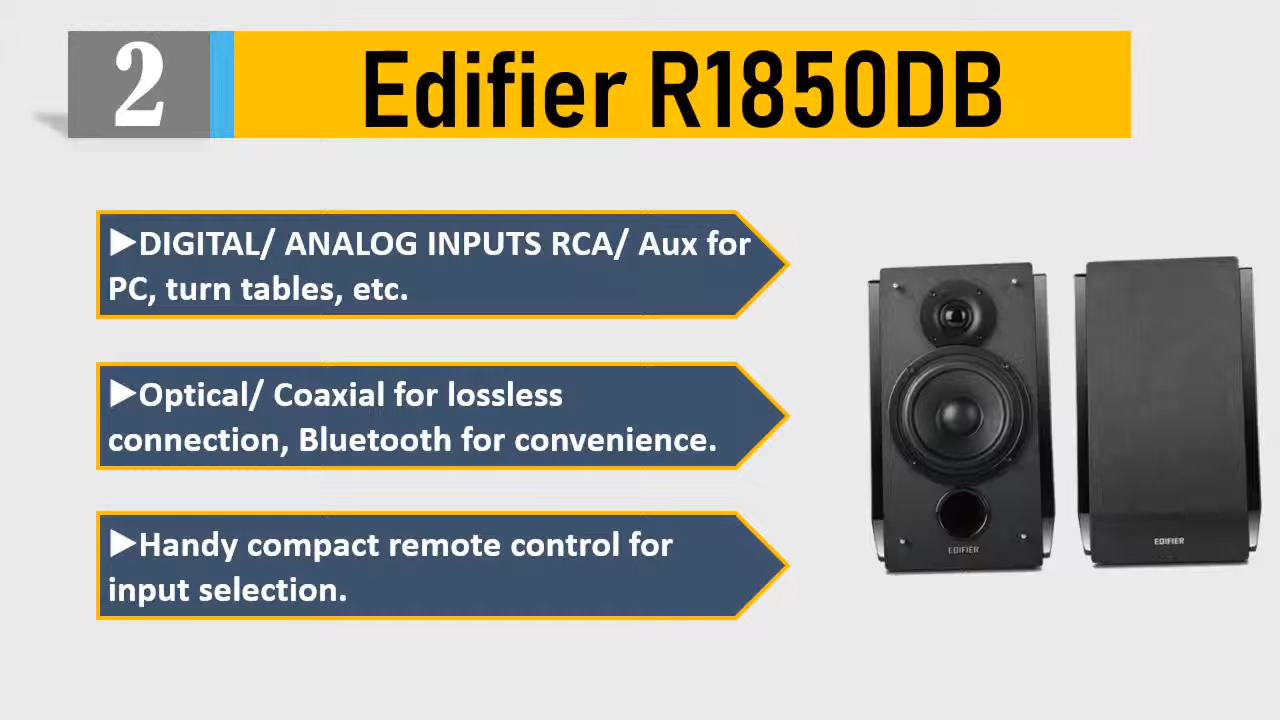 2
Edifier R1850DB
▶DIGITAL/ ANALOG INPUTS RCA/ Aux for
PC, turn tables, etc.
▶Optical/ Coaxial for lossless
connection, Bluetooth for convenience.
▶Handy compact remote control for
input selection.
EDIFIER
EDIFIER